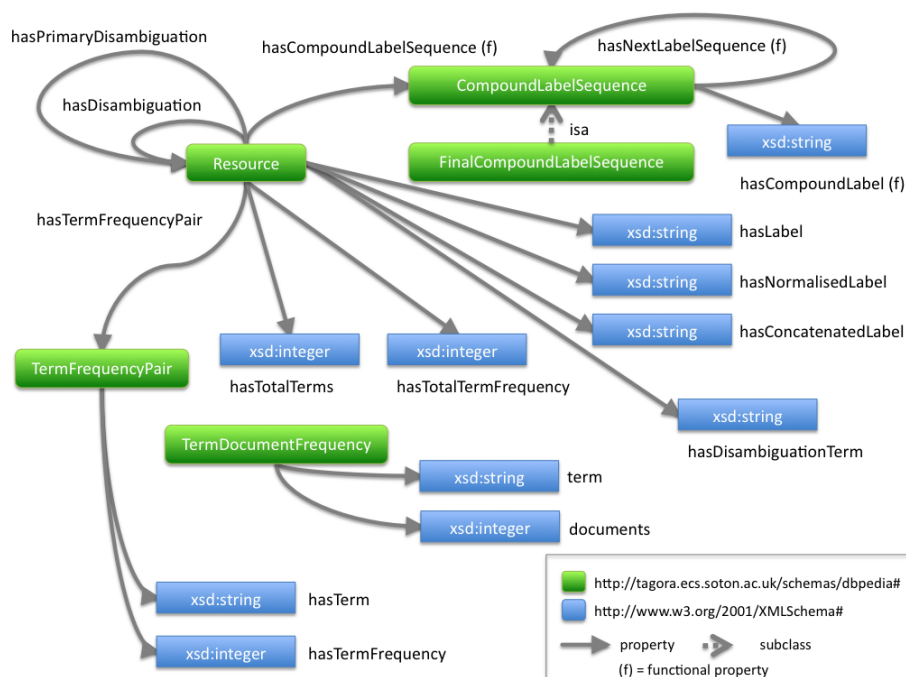 hasPrimaryDisambiguation
hasCompoundLabelSequence (f)
hasNextLabelSequence (f)
hasDisambiguation
CompoundLabelSequence
isa
xsd:string
Resource
FinalCompoundLabelSequence
hasCompoundLabel (f)
hasTermFrequencyPair
xsd:string hasLabel
xsd:string hasNormalisedLabel
xsd:string hasConcatenatedLabel
xsd:integer
xsd:integer
TermFrequencyPair
hasTotalTerms
hasTotalTermFrequency
xsd:string
hasDisambiguationTerm
TermDocumentFrequency
xsd:string term
xsd:integer documents
http://tagora.ecs.soton.ac.uk/schemas/dbpedia#
http://www.w3.org/2001/XMLSchema#
xsd:string hasTerm
xsd:integer hasTermFrequency
property
subclass
(f) = functional property